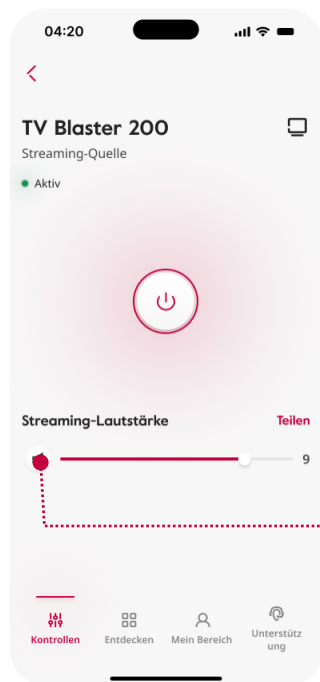 04:20
TV Blaster 200
Streaming-Quelle
Aktiv
Streaming-Lautstärke Teilen
9
Kontrollen Entdecken Mein Bereich Unterstütz
ung